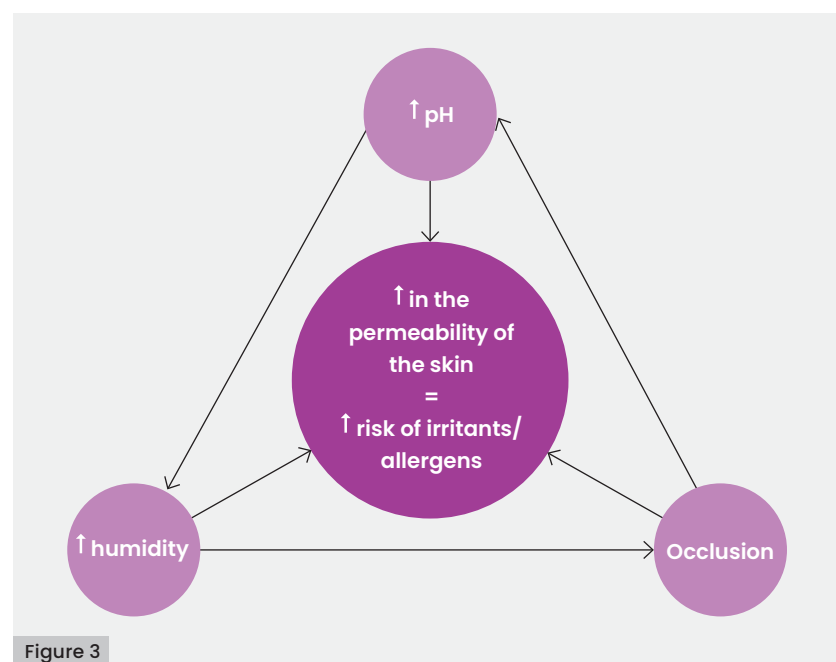 ↑ pH
↑ in the
permeability of
the skin
=
↑ risk of irritants/
allergens
↑ humidity
Occlusion
Figure 3